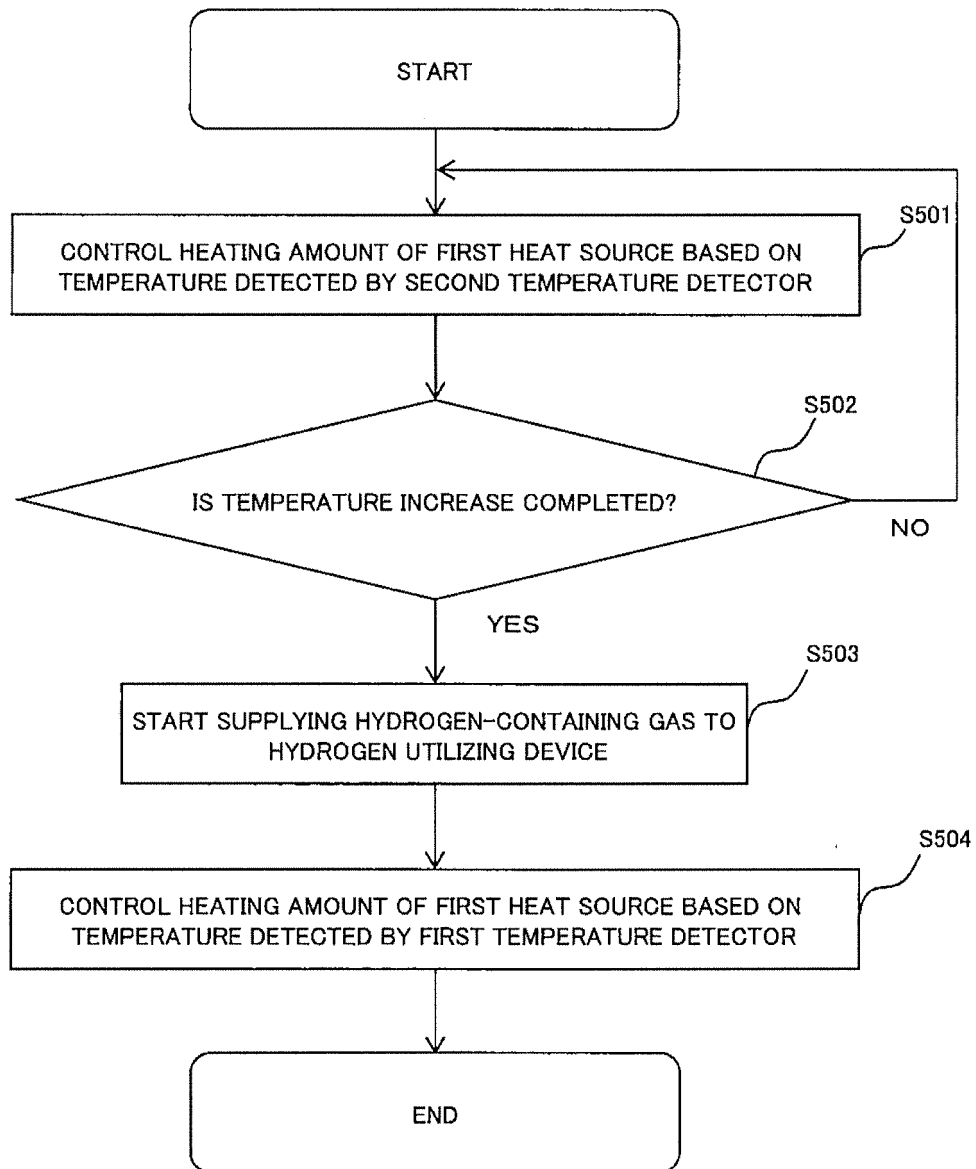 START
S501
CONTROL HEATING AMOUNT OF FIRST HEAT SOURCE BASED ON
TEMPERATURE DETECTED BY SECOND TEMPERATURE DETECTOR
S502
IS TEMPERATURE INCREASE COMPLETED?
NO
YES
S503
START SUPPLYING HYDROGEN-CONTAINING GAS TO
HYDROGEN UTILIZING DEVICE
S504
CONTROL HEATING AMOUNT OF FIRST HEAT SOURCE BASED ON
TEMPERATURE DETECTED BY FIRST TEMPERATURE DETECTOR
END